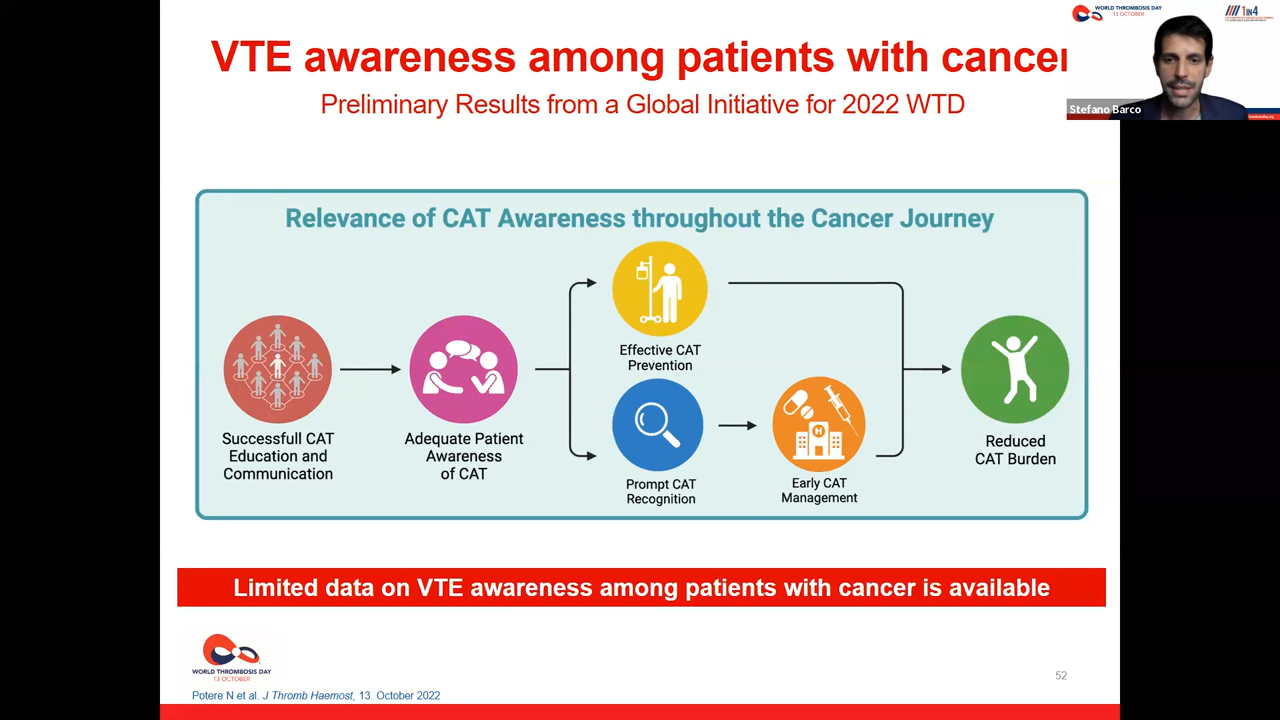 WORLD THROMBOSIS DAY
13 OCTOBER
1IN4
Stefano Barco
VTE awareness among patients with cancer
Preliminary Results from a Global Initiative for 2022 WTD
Relevance of CAT Awareness throughout the Cancer Journey
Effective CAT
Prevention
H
Successfull CAT
Education and
Communication
Adequate Patient
Awareness
of CAT
Prompt CAT
Recognition
Early CAT
Management
Reduced
CAT Burden
Limited data on VTE awareness among patients with cancer is available
WORLD THROMBOSIS DAY
13 OCTOBER
52
Potere N et al. J Thromb Haemost, 13. October 2022